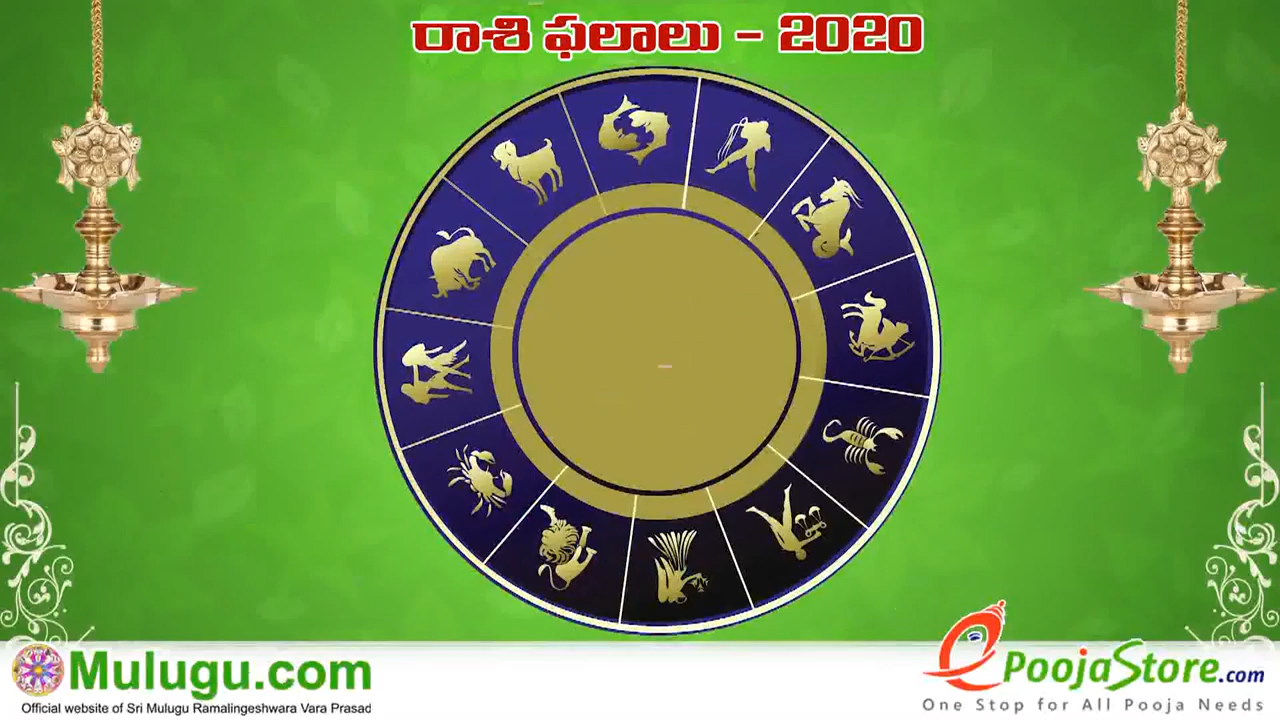 రాశి ఫలాలు - 2020
Mulugu.com
Official website of Sri Mulugu Ramalingeshwara Vara Prasad
ePoojaStore.com
One Stop for All Pooja Needs